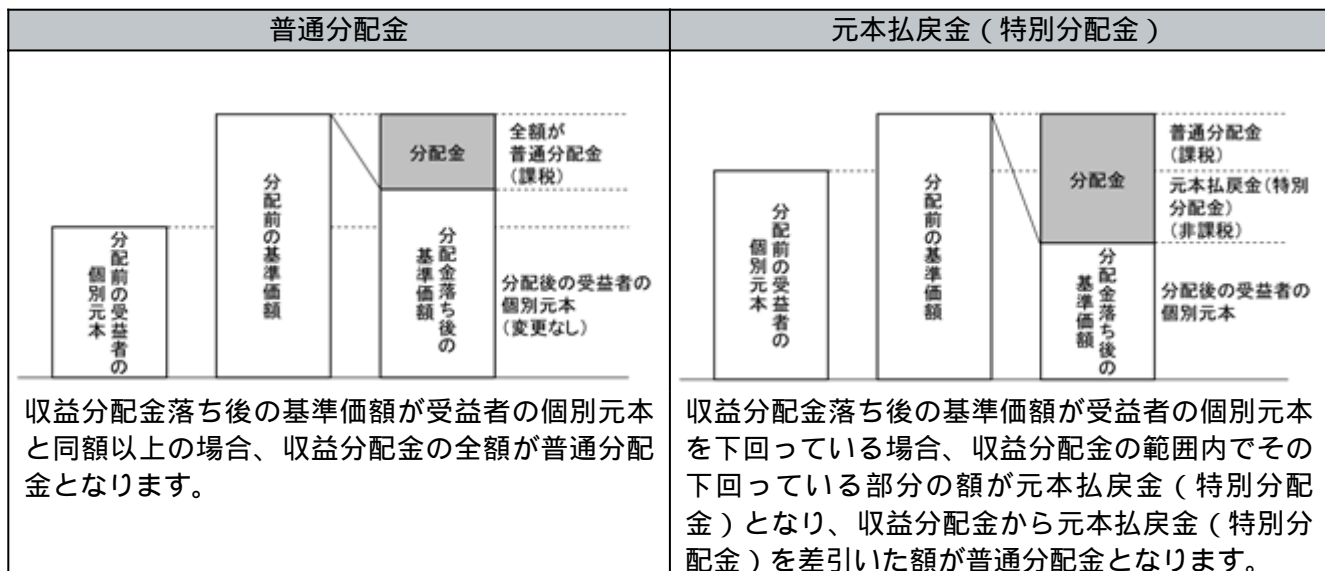 普通分配金
分配前の受益者の
個別元本
分配前の基準価額
分配金
分配金落ち後の
基準価額
全額が
普通分配金
(課税)
分配後の受益者の
個別元本
(変更なし)
収益分配金落ち後の基準価額が受益者の個別元本
と同額以上の場合、収益分配金の全額が普通分配
金となります。
元本払戻金(特別分配金)
分配前の受益者の
個別元本
分配前の基準価額
分配金
分配金落ち後の
基準価額
普通分配金
(課税)
元本払戻金(特別
分配金)
(非課税)
分配後の受益者の
個別元本
収益分配金落ち後の基準価額が受益者の個別元本
を下回っている場合、収益分配金の範囲内でその
下回っている部分の額が元本払戻金(特別分配
金)となり、収益分配金から元本払戻金(特別分
配金)を差引いた額が普通分配金となります。